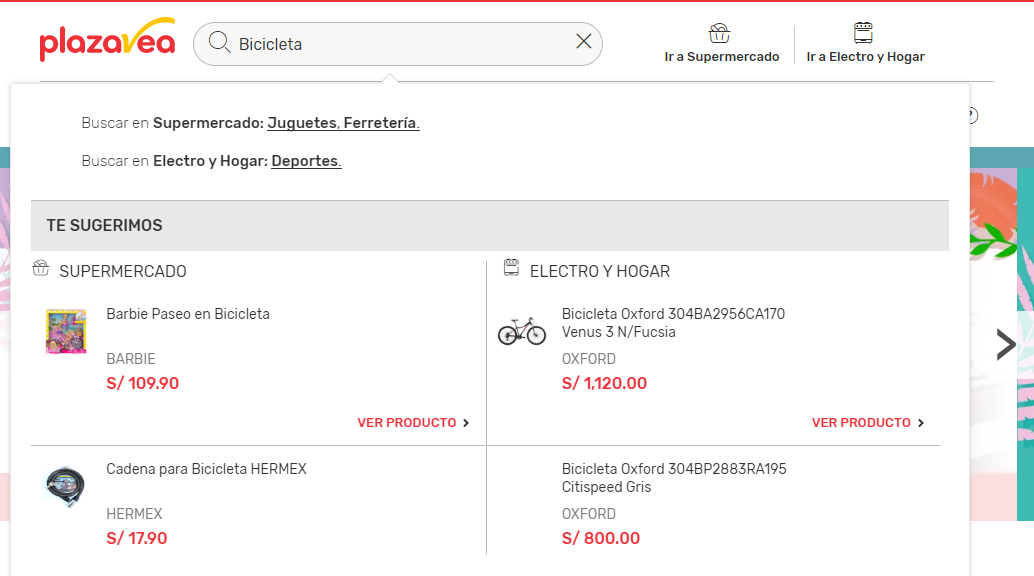 plazavea
Bicicleta
Ir a Supermercado
Ir a Electro y Hogar
?
Buscar en Supermercado: Juguetes, Ferretería.
Buscar en Electro y Hogar: Deportes.
TE SUGERIMOS
SUPERMERCADO
Barbie Paseo en Bicicleta
BARBIE
S/ 109.90
VER PRODUCTO
Cadena para Bicicleta HERMEX
HERMEX
S/ 17.90
ELECTRO Y HOGAR
Bicicleta Oxford 304BA2956CA170
Venus 3 N/Fucsia
OXFORD
S/ 1,120.00
VER PRODUCTO
Bicicleta Oxford 304BP2883RA195
Citispeed Gris
OXFORD
S/ 800.00